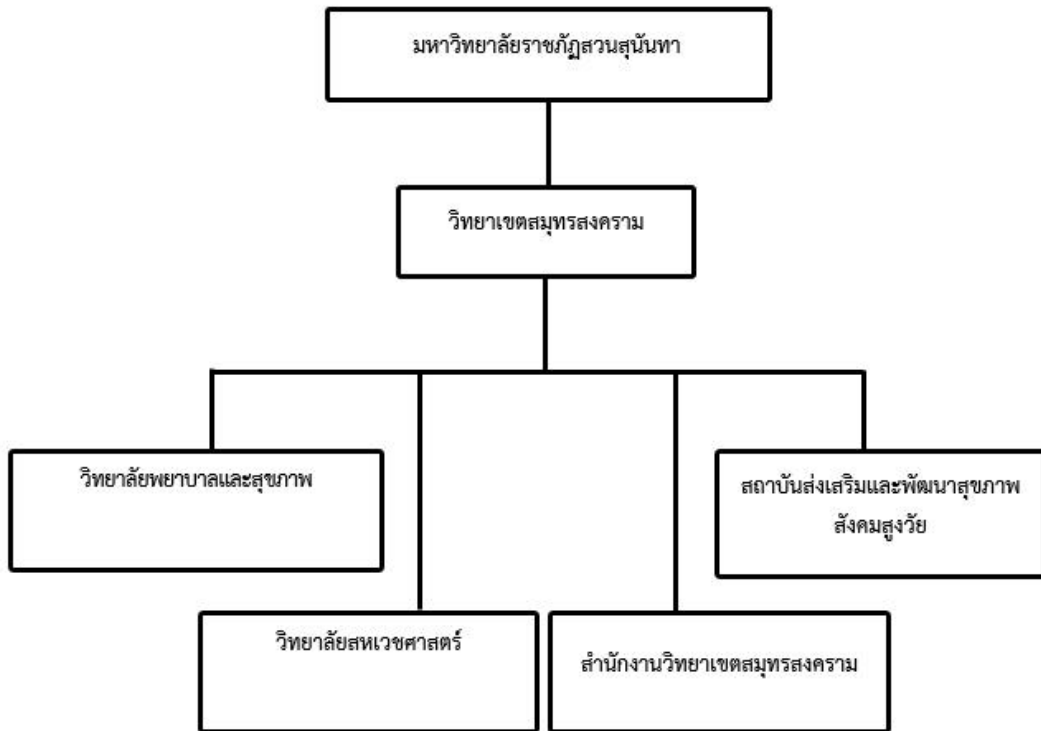 มหาวิทยาลัยราชภัฏสวนสุนันทา
วิทยาเขตสมุทรสงคราม
วิทยาลัยพยาบาลและสุขภาพ
สถาบันส่งเสริมและพัฒนาสุขภาพ
สังคมสูงวัย
วิทยาลัยสหเวชศาสตร์
สำนักงานวิทยาเขตสมุทรสงคราม